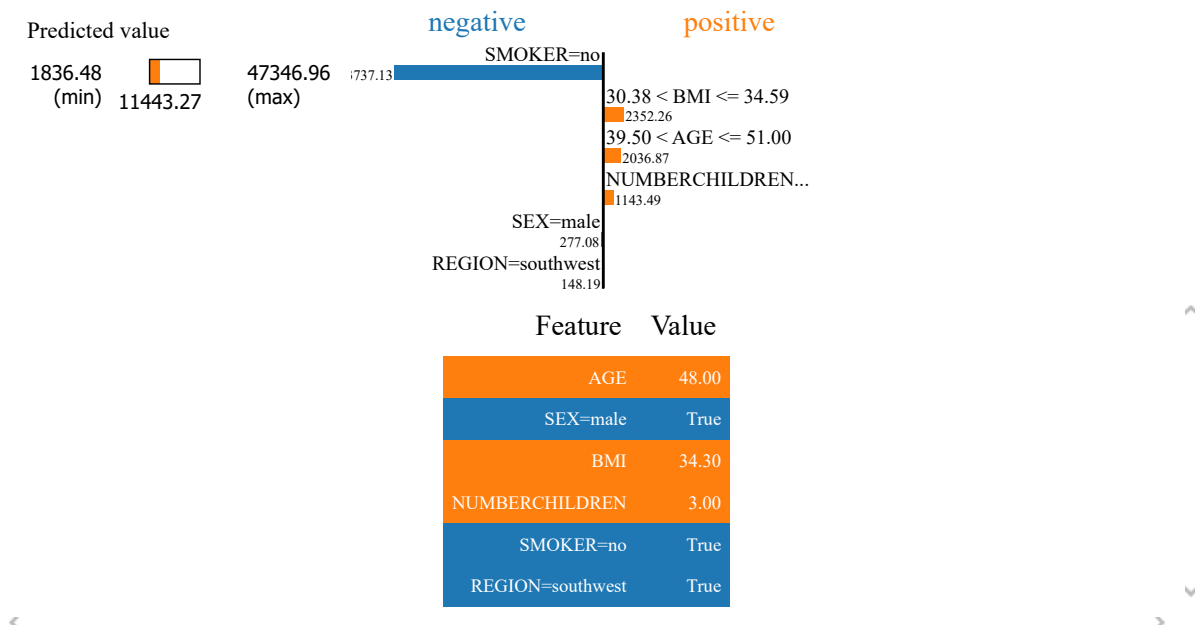 Predicted value
1836.48
(min)
11443.27
47346.96
(max)
negative
positive
SMOKER=no
30.38 < BMI <= 34.59
2352.26
39.50 < AGE <= 51.00
2036.87
NUMBERCHILDREN...
1143.49
SEX=male
277.08
REGION=southwest
148.19
Feature Value
AGE 48.00
SEX=male True
BMI 34.30
NUMBERCHILDREN 3.00
SMOKER=no True
REGION=southwest True